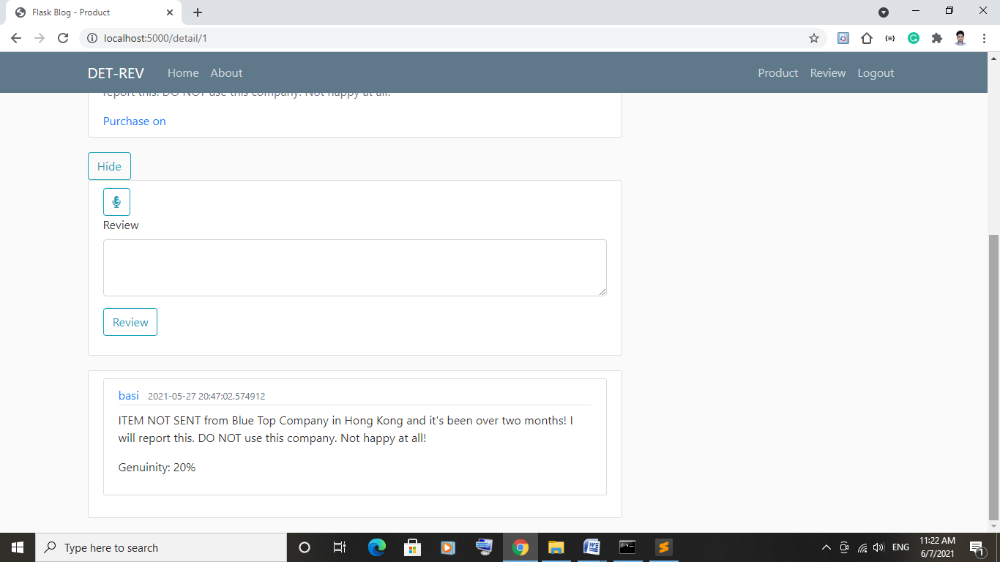 Flask Blog - Product
localhost:5000/detail/1
DET-REV Home About Product Review Logout
report this. DO NOT use this company. Not happy at all!
Purchase on
Hide
Review
Review
basi 2021-05-27 20:47:02.574912
ITEM NOT SENT from Blue Top Company in Hong Kong and it's been over two months! I
will report this. DO NOT use this company. Not happy at all!
Genuinity: 20%
Type here to search
ENG
11:22 AM
6/7/2021
1